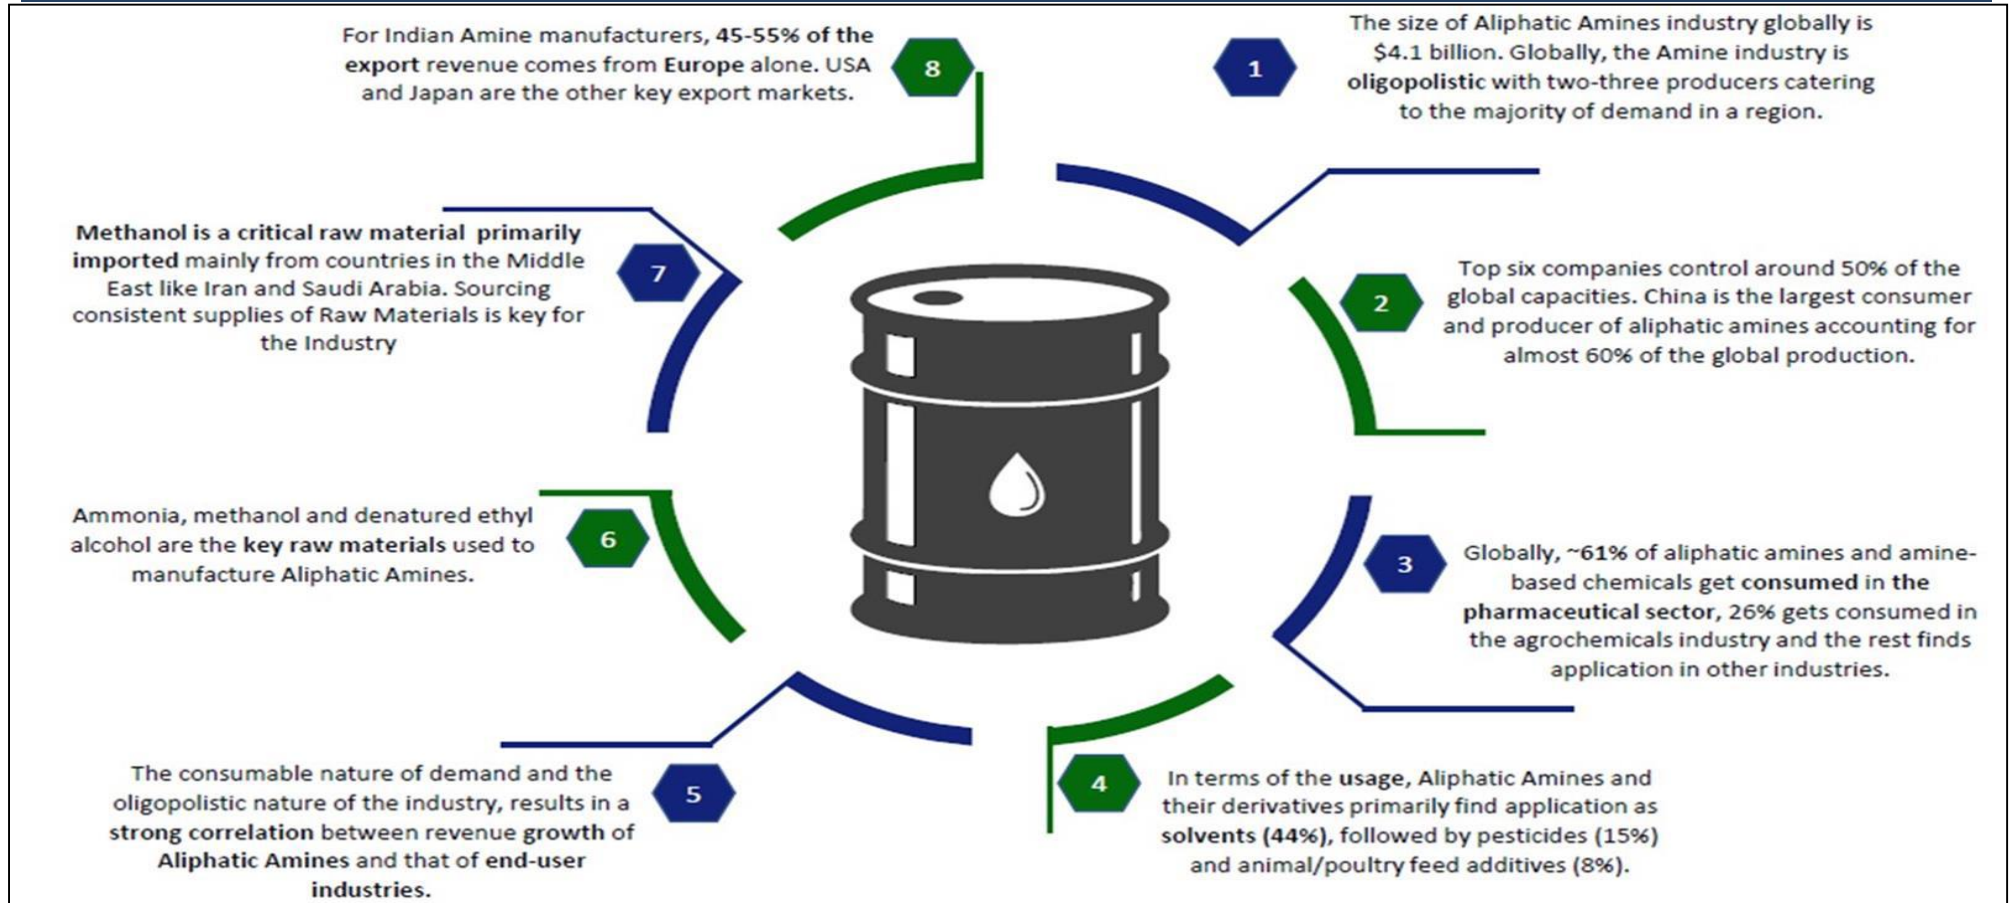 1
The size of Aliphatic Amines industry globally is
$4.1 billion. Globally, the Amine industry is
oligopolistic with two-three producers catering
to the majority of demand in a region.
2
Top six companies control around 50% of the
global capacities. China is the largest consumer
and producer of aliphatic amines accounting for
almost 60% of the global production.
3
Globally, ~61% of aliphatic amines and amine-
based chemicals get consumed in the
pharmaceutical sector, 26% gets consumed in
the agrochemicals industry and the rest finds
application in other industries.
4
In terms of the usage, Aliphatic Amines and
their derivatives primarily find application as
solvents (44%), followed by pesticides (15%)
and animal/poultry feed additives (8%).
5
The consumable nature of demand and the
oligopolistic nature of the industry, results in a
strong correlation between revenue growth of
Aliphatic Amines and that of end-user
industries.
6
Ammonia, methanol and denatured ethyl
alcohol are the key raw materials used to
manufacture Aliphatic Amines.
7
Methanol is a critical raw material primarily
imported mainly from countries in the Middle
East like Iran and Saudi Arabia. Sourcing
consistent supplies of Raw Materials is key for
the Industry
8
For Indian Amine manufacturers, 45-55% of the
export revenue comes from Europe alone. USA
and Japan are the other key export markets.